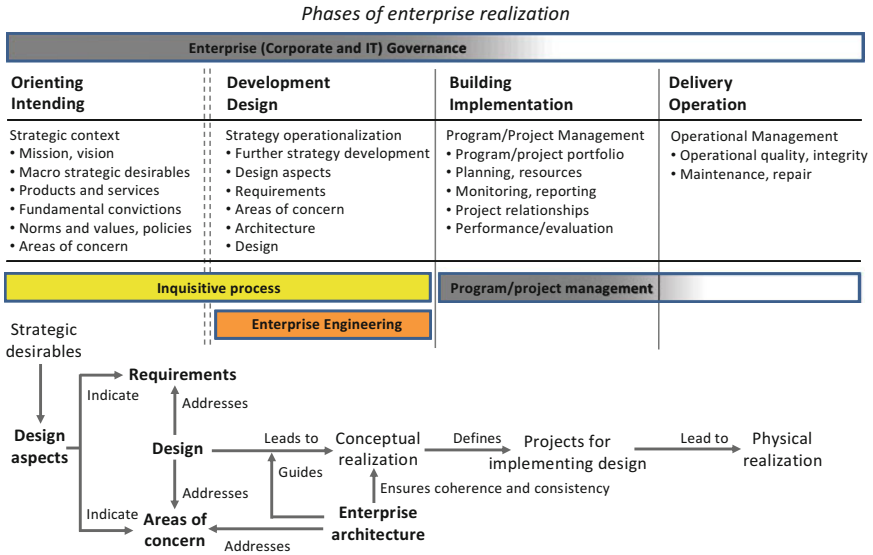 Phases of enterprise realization
Enterprise (Corporate and IT) Governance
Orienting
Intending
Strategic context
• Mission, vision
• Macro strategic desirables
• Products and services
• Fundamental convictions
• Norms and values, policies
• Areas of concern
Development
Design
Strategy operationalization
• Further strategy development
• Design aspects
• Requirements
• Areas of concern
• Architecture
• Design
Building
Implementation
Program/Project Management
• Program/project portfolio
• Planning, resources
• Monitoring, reporting
• Project relationships
• Performance/evaluation
Delivery
Operation
Operational Management
• Operational quality, integrity
• Maintenance, repair
Inquisitive process
Program/project management
Enterprise Engineering
Strategic
desirables
Requirements
Indicate
Addresses
Design
aspects
Design
Leads to
Conceptual
realization
Defines
Projects for
implementing design
Lead to
Physical
realization
Guides
Addresses
Ensures coherence and consistency
Indicate
Areas of
concern
Enterprise
architecture
Addresses